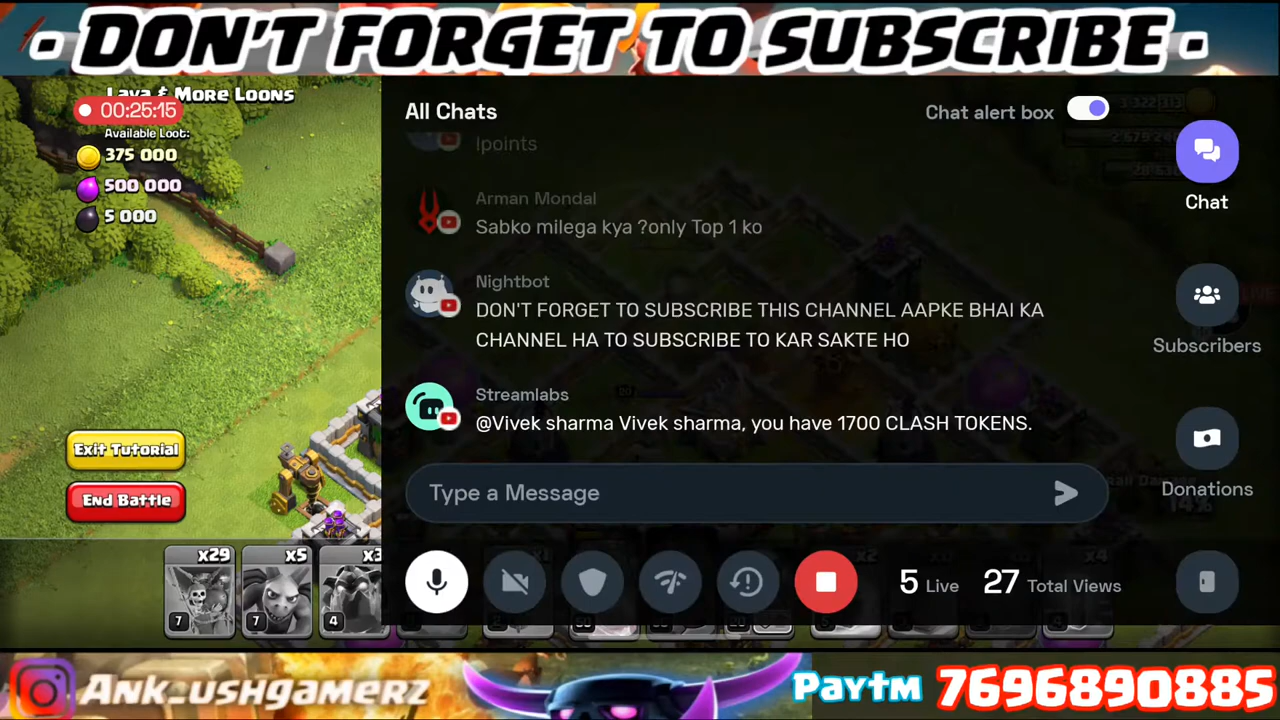 - DON'T FORGET TO SUBSCRIBE -
Lava & More Loons
00:25:15
Available Loot:
375 000
500 000
5 000
Exit Tutorial
End Battle
All Chats
Chat alert box
lpoints
Arman Mondal
Sabko milega kya ?only Top 1 ko
Nightbot
DON'T FORGET TO SUBSCRIBE THIS CHANNEL AAPKE BHAI KA
CHANNEL HA TO SUBSCRIBE TO KAR SAKTE HO
Streamlabs
@Vivek sharma Vivek sharma, you have 1700 CLASH TOKENS.
Type a Message
Chat
Subscribers
Donations
14%
5 Live 27 Total Views
x29 x5 x3 x2 x4
7 7 4
Ank_ushgamerz
Paytm 7696890885